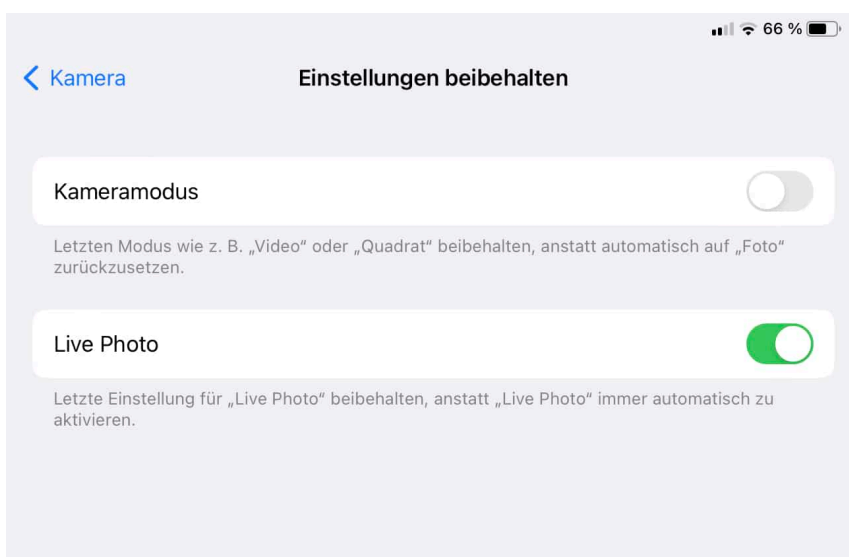 66 %
Kamera
Einstellungen beibehalten
Kameramodus
Letzten Modus wie z. B. „Video“ oder „Quadrat“ beibehalten, anstatt automatisch auf „Foto“
zurückzusetzen.
Live Photo
Letzte Einstellung für „Live Photo“ beibehalten, anstatt „Live Photo“ immer automatisch zu
aktivieren.